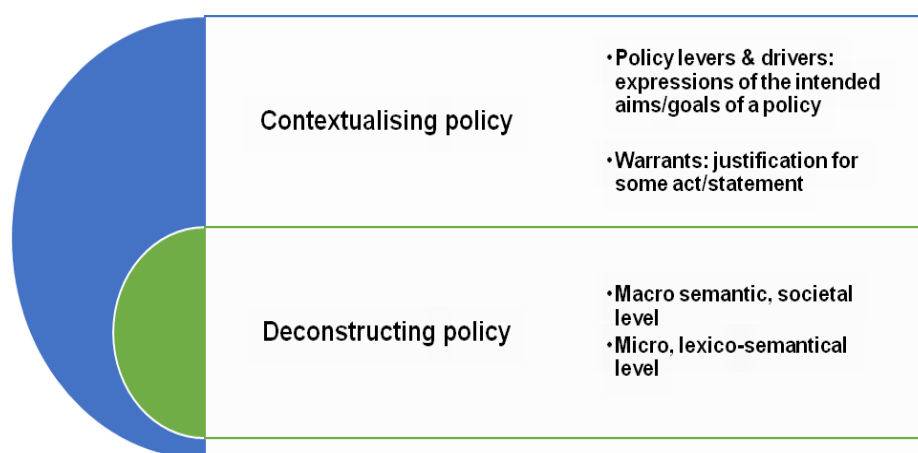 Contextualising policy
•Policy levers & drivers:
expressions of the intended
aims/goals of a policy
•Warrants: justification for
some act/statement
Deconstructing policy
•Macro semantic, societal
level
•Micro, lexico-semantical
level